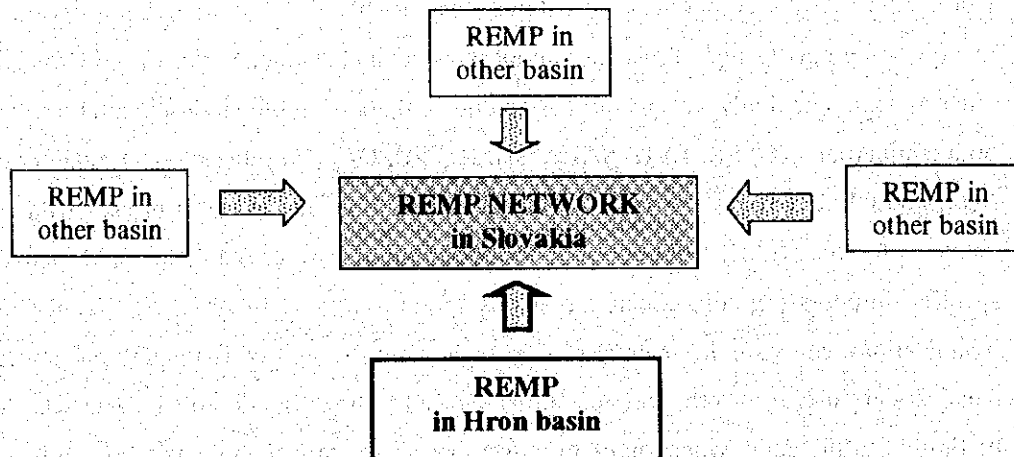 REMP in
other basin
REMP in
other basin
REMP NETWORK
in Slovakia
REMP in
other basin
REMP
in Hron basin